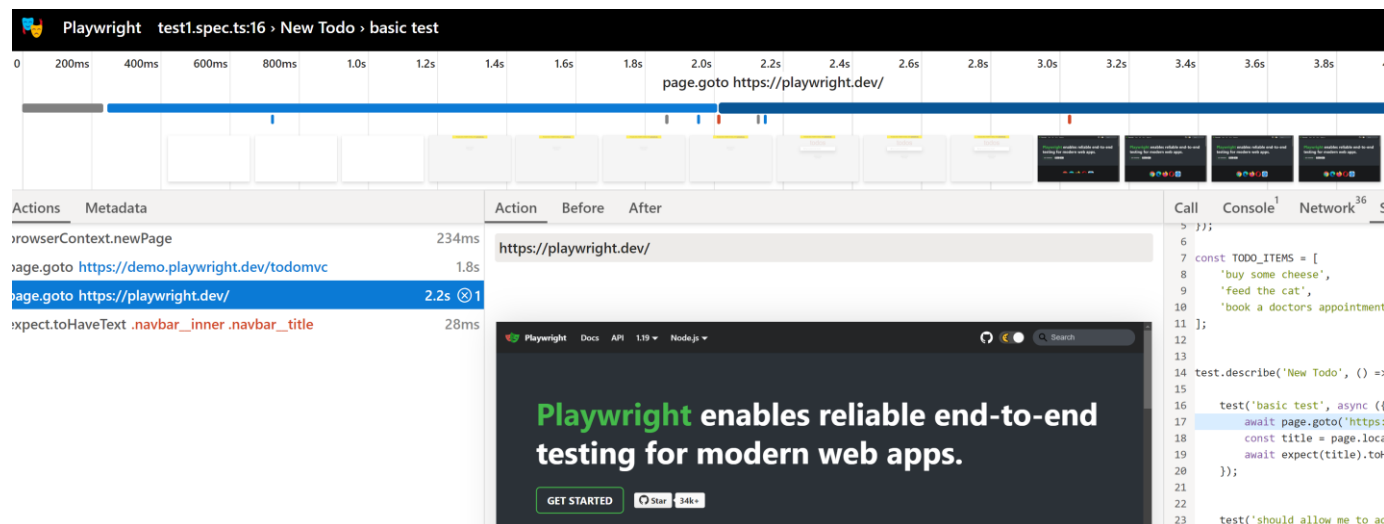 Playwright test1.spec.ts:16 › New Todo › basic test
0 200ms 400ms 600ms 800ms 1.0s 1.2s 1.4s 1.6s 1.8s 2.0s 2.2s 2.4s 2.6s 2.8s 3.0s 3.2s 3.4s 3.6s 3.8s
page.goto https://playwright.dev/
Actions Metadata
browserContext.newPage 234ms
page.goto https://demo.playwright.dev/todomvc 1.8s
page.goto https://playwright.dev/ 2.2s 1
expect.toHaveText .navbar__inner .navbar__title 28ms
Action Before After
https://playwright.dev/
Playwright Docs API 1.19 Node.js Search
Playwright enables reliable end-to-end
testing for modern web apps.
GET STARTED Star 34k+
Call Console 1 Network 36 S
5 });
6
7 const TODO_ITEMS = [
8 'buy some cheese',
9 'feed the cat',
10 'book a doctors appointment
11 ];
12
13
14 test.describe('New Todo', () =>
15
16 test('basic test', async ({
17 await page.goto('https:
18 const title = page.loca
19 await expect(title).toH
20 });
21
22
23 test('should allow me to ad